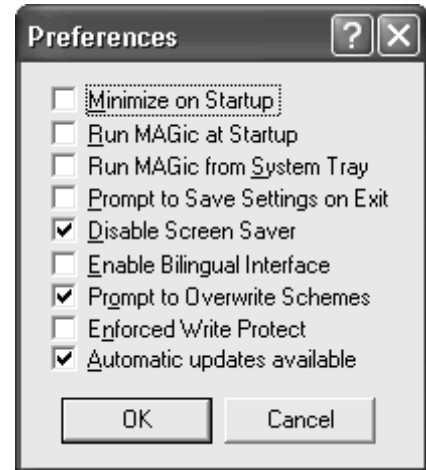 Preferences
Minimize on Startup
Run MAGic at Startup
Run MAGic from System Tray
Prompt to Save Settings on Exit
Disable Screen Saver
Enable Bilingual Interface
Prompt to Overwrite Schemes
Enforced Write Protect
Automatic updates available
OK Cancel